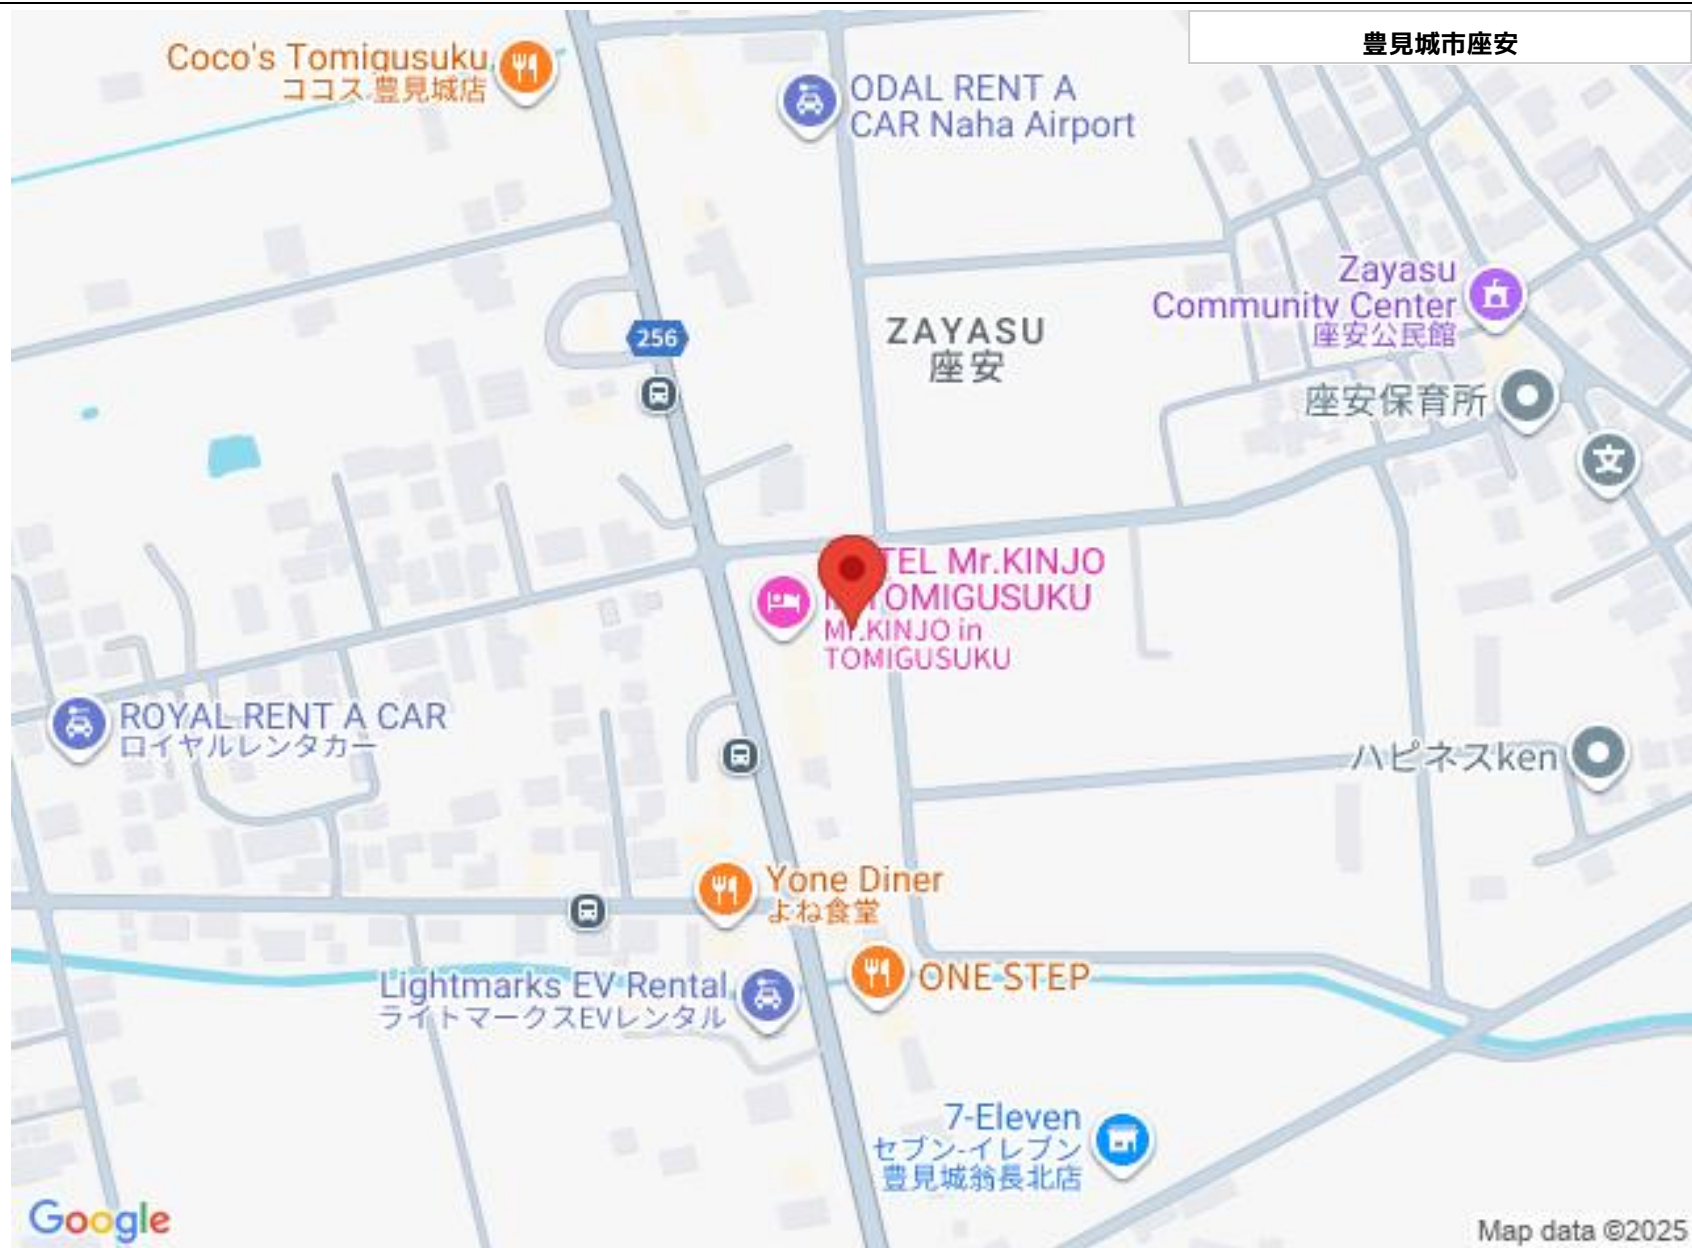 豊見城市座安
Coco's Tomigusuku
ココス 豊見城店
ODAL RENT A
CAR Naha Airport
Zayasu
Community Center
座安公民館
256
ZAYASU
座安
座安保育所
文
TEL Mr.KINJO
TOMIGUSUKU
Mr.KINJO in
TOMIGUSUKU
ROYAL RENT A CAR
ロイヤルレンタカー
ハピネスken
Yone Diner
よね食堂
ONE STEP
Lightmarks EV Rental
ライトマークスEVレンタル
7-Eleven
セブン-イレブン
豊見城翁長北店
Google
Map data ©2025